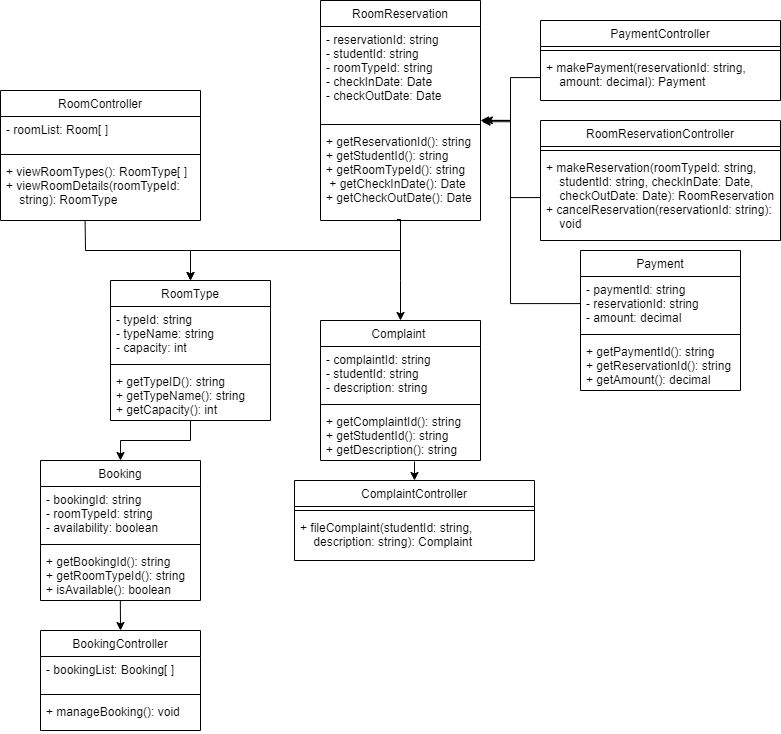 RoomReservation
- reservationId: string
- studentId: string
- roomTypeId: string
- checkInDate: Date
- checkOutDate: Date
+ getReservationId(): string
+ getStudentId(): string
+ getRoomTypeId(): string
+ getCheckInDate(): Date
+ getCheckOutDate(): Date
PaymentController
+ makePayment(reservationId: string,
amount: decimal): Payment
RoomController
- roomList: Room[ ]
+ viewRoomTypes(): RoomType[ ]
+ viewRoomDetails(roomTypeId:
string): RoomType
RoomReservationController
+ makeReservation(roomTypeId: string,
studentId: string, checkInDate: Date,
checkOutDate: Date): RoomReservation
+ cancelReservation(reservationId: string):
void
Payment
- paymentId: string
- reservationId: string
- amount: decimal
+ getPaymentId(): string
+ getReservationId(): string
+ getAmount(): decimal
RoomType
- typeId: string
- typeName: string
- capacity: int
+ getTypeID(): string
+ getTypeName(): string
+ getCapacity(): int
Complaint
- complaintId: string
- studentId: string
- description: string
+ getComplaintId(): string
+ getStudentId(): string
+ getDescription(): string
Booking
- bookingId: string
- roomTypeId: string
- availability: boolean
+ getBookingId(): string
+ getRoomTypeId(): string
+ isAvailable(): boolean
ComplaintController
+ fileComplaint(studentId: string,
description: string): Complaint
BookingController
- bookingList: Booking[ ]
+ manageBooking(): void